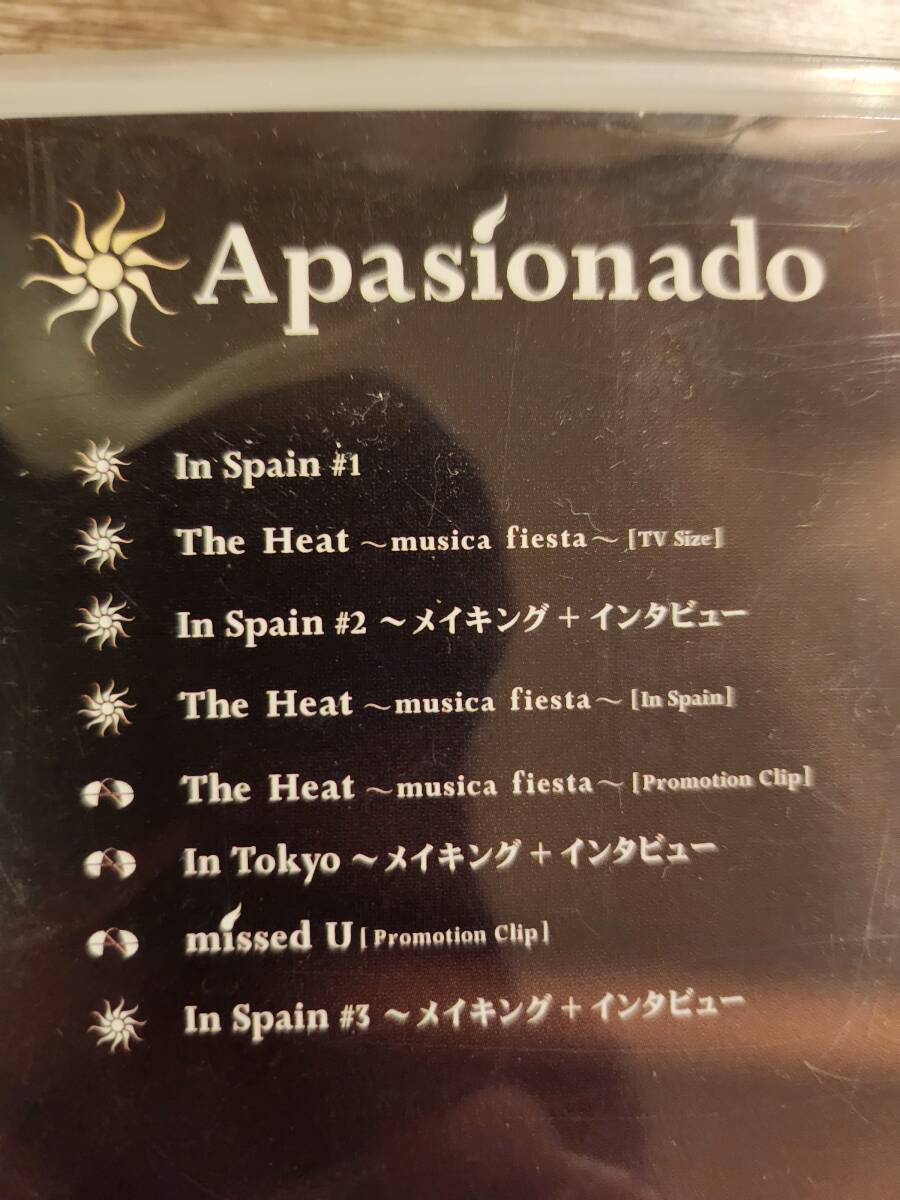 Apasionado
In Spain #1
The Heat ～musica fiesta～ [TV Size]
In Spain #2 ～メイキング + インタビュー
The Heat ～musica fiesta～ [In Spain]
The Heat ～musica fiesta～ [Promotion Clip]
In Tokyo ～メイキング + インタビュー
missed U [Promotion Clip]
In Spain #3 ～メイキング + インタビュー